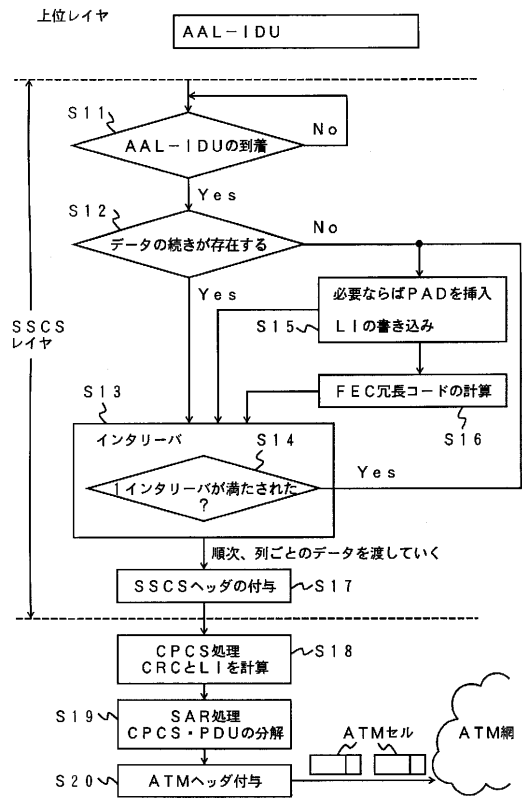 上位レイヤ
AAL-IDU
S11
AAL-IDUの到着
No
Yes
S12
データの続きが存在する
No
Yes
必要ならばPADを挿入
S15
LIの書き込み
SSCS
レイヤ
FEC冗長コードの計算
S16
S13
インタリーバ
S14
1インタリーバが満たされた
?
Yes
順次、列ごとのデータを渡していく
SSCSヘッダの付与
S17
CPCS処理
CRCとLIを計算
S18
S19
SAR処理
CPCS・PDUの分解
ATMセル
ATM網
S20
ATMヘッダ付与